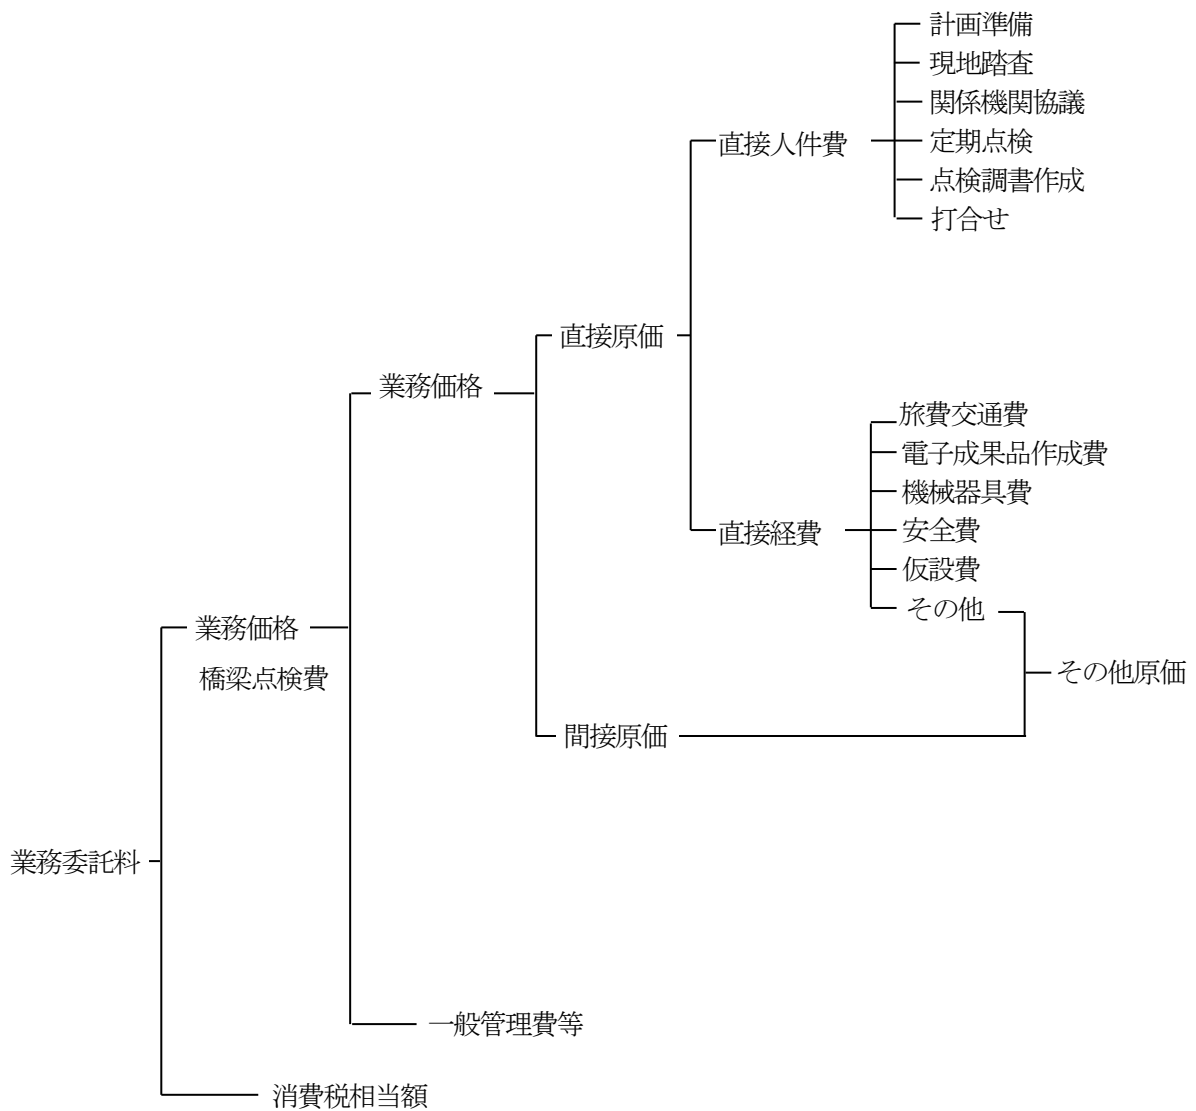 計画準備
現地踏査
関係機関協議
直接人件費
定期点検
点検調書作成
打合せ
直接原価
業務価格
旅費交通費
電子成果品作成費
機械器具費
直接経費
安全費
仮設費
その他
業務価格
橋梁点検費
その他原価
間接原価
業務委託料
一般管理費等
消費税相当額